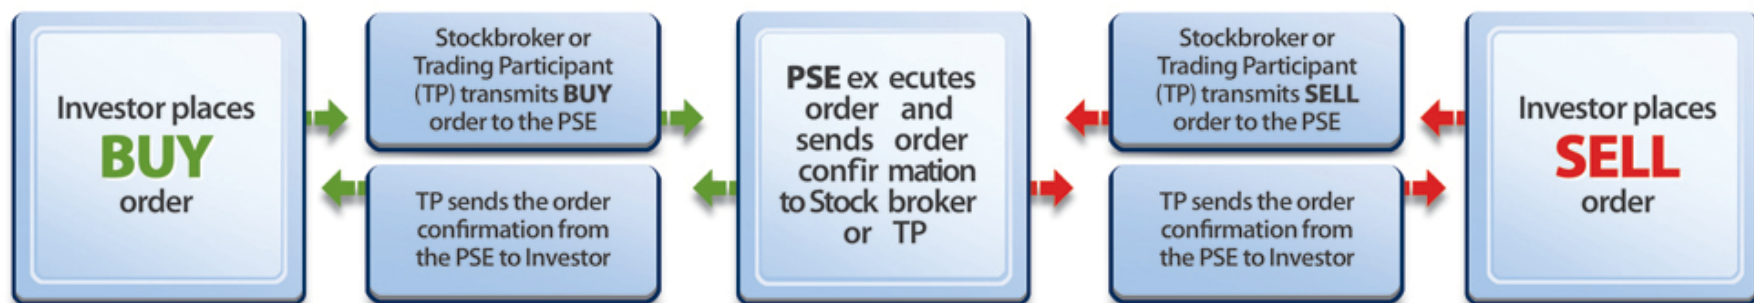 Investor places
BUY
order
Stockbroker or
Trading Participant
(TP) transmits BUY
order to the PSE
TP sends the order
confirmation from
the PSE to Investor
PSE ex ecutes
order and
sends order
confir mation
to Stock broker
or TP
Stockbroker or
Trading Participant
(TP) transmits SELL
order to the PSE
TP sends the order
confirmation from
the PSE to Investor
Investor places
SELL
order